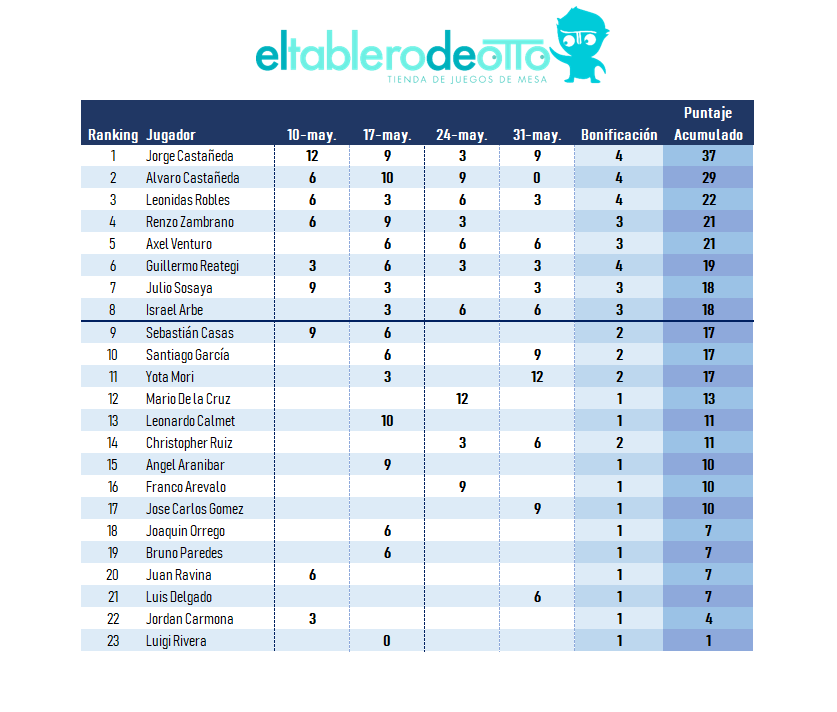 eltablerodeotto
TIENDA DE JUEGOS DE MESA
Puntaje
Ranking Jugador 10-may. 17-may. 24-may. 31-may. Bonificación Acumulado
1 Jorge Castañeda 12 9 3 9 4 37
2 Alvaro Castañeda 6 10 9 0 4 29
3 Leonidas Robles 6 3 6 3 4 22
4 Renzo Zambrano 6 9 3 3 21
5 Axel Venturo 6 6 6 3 21
6 Guillermo Reategi 3 6 3 3 4 19
7 Julio Sosaya 9 3 3 3 18
8 Israel Arbe 3 6 6 3 18
9 Sebastián Casas 9 6 2 17
10 Santiago García 6 9 2 17
11 Yota Mori 3 12 2 17
12 Mario De la Cruz 12 1 13
13 Leonardo Calmet 10 1 11
14 Christopher Ruiz 3 6 2 11
15 Angel Aranibar 9 1 10
16 Franco Arevalo 9 1 10
17 Jose Carlos Gomez 9 1 10
18 Joaquin Orrego 6 1 7
19 Bruno Paredes 6 1 7
20 Juan Ravina 6 1 7
21 Luis Delgado 6 1 7
22 Jordan Carmona 3 1 4
23 Luigi Rivera 0 1 1